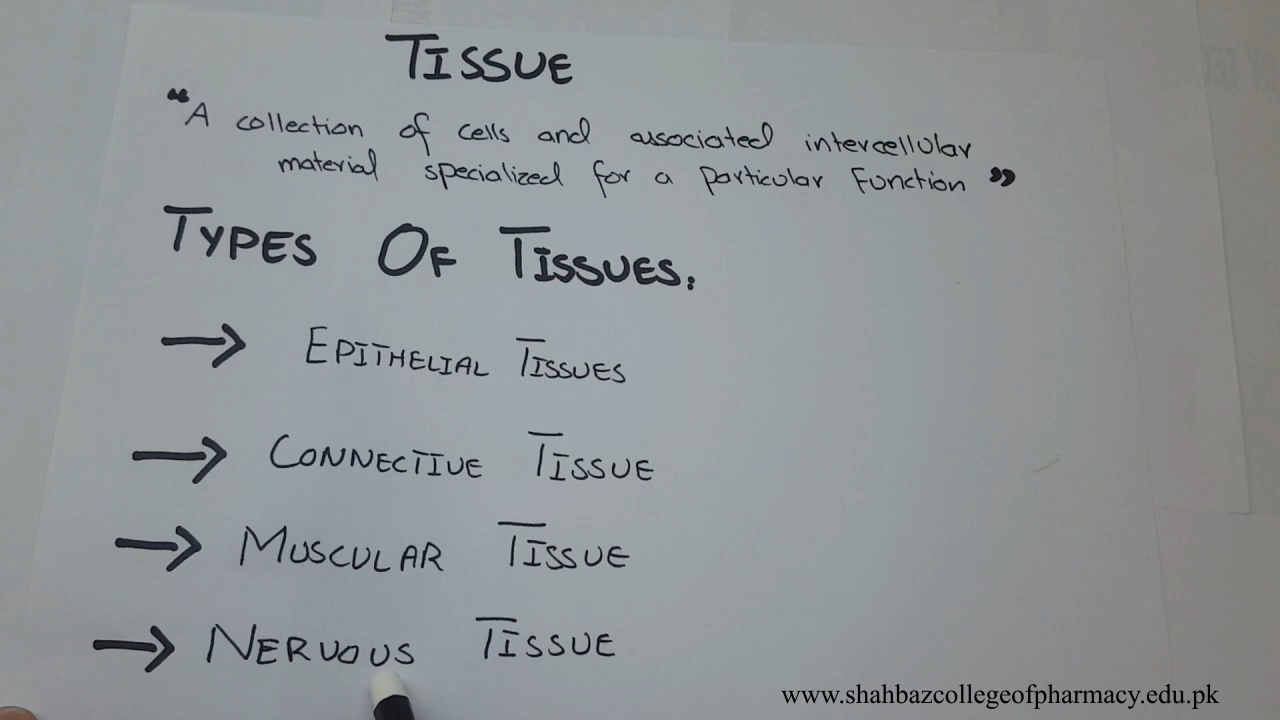 TISSUE
"A collection of cells and associated intercellular
material specialized for a particular function"
TYPES OF TISSUES:
→ EPITHELIAL TISSUES
→ CONNECTIVE TISSUE
→ MUSCULAR TISSUE
→ NERVOUS TISSUE
www.shahbazcollegeofpharmacy.edu.pk